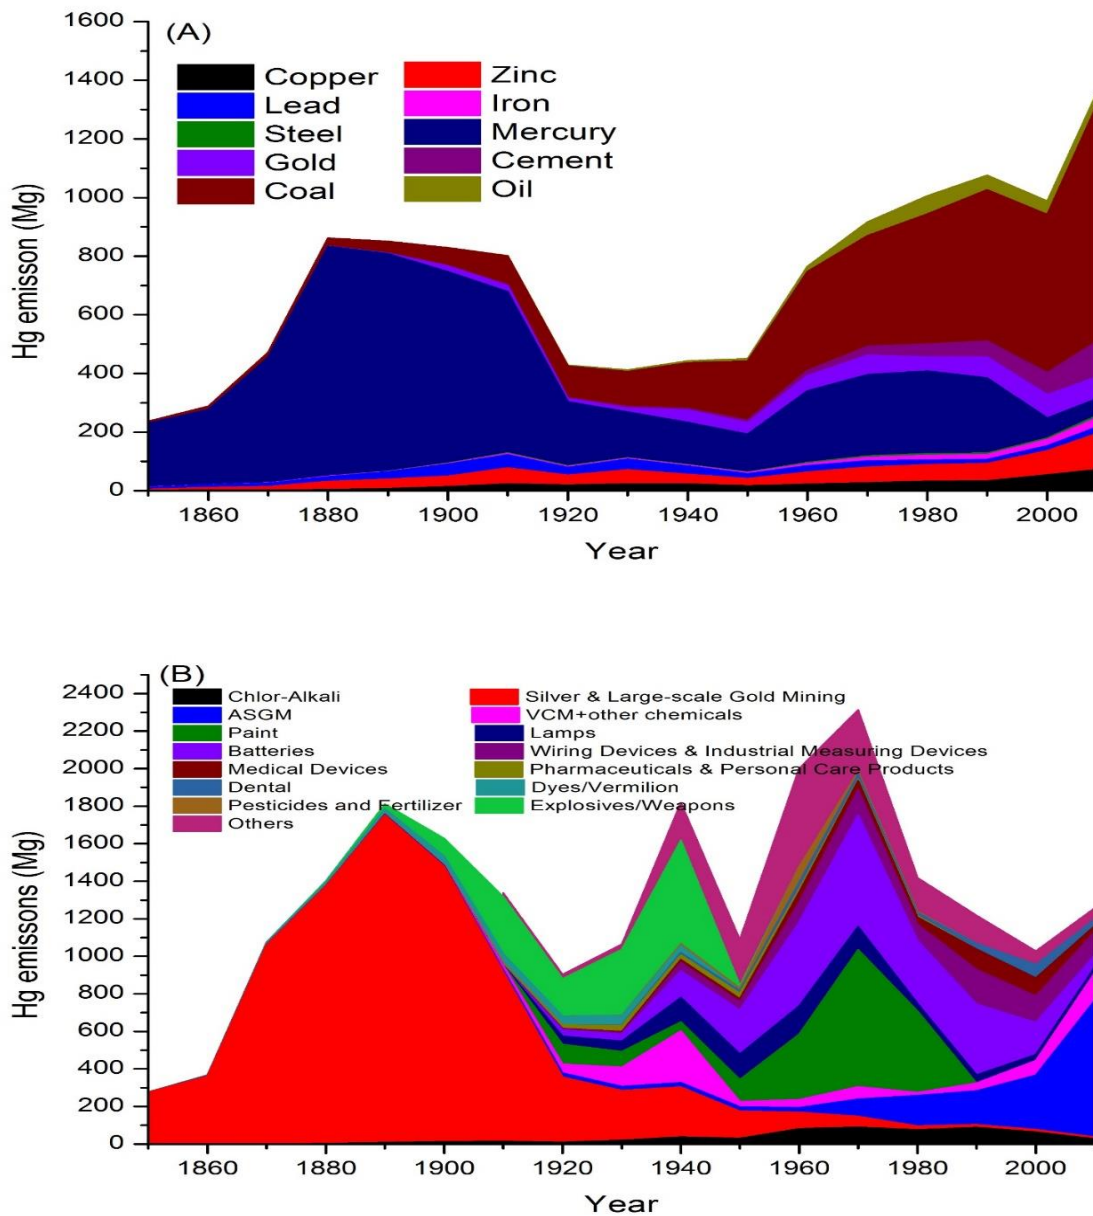 1600
(A)
1400
Copper Zinc
Lead Iron
1200
Steel Mercury
Gold Cement
1000
Coal Oil
800
600
400
200
0
Hg emisson (Mg)
1860 1880 1900 1920 1940 1960 1980 2000
Year
(B)
2400
Chlor-Alkali Silver & Large-scale Gold Mining
ASGM VCM+other chemicals
2200
Paint Lamps
Batteries Wiring Devices & Industrial Measuring Devices
2000
Medical Devices Pharmaceuticals & Personal Care Products
Dental Dyes/Vermilion
1800
Pesticides and Fertilizer Explosives/Weapons
Others
1600
1400
1200
1000
800
600
400
200
0
Hg emissons (Mg)
1860 1880 1900 1920 1940 1960 1980 2000
Year